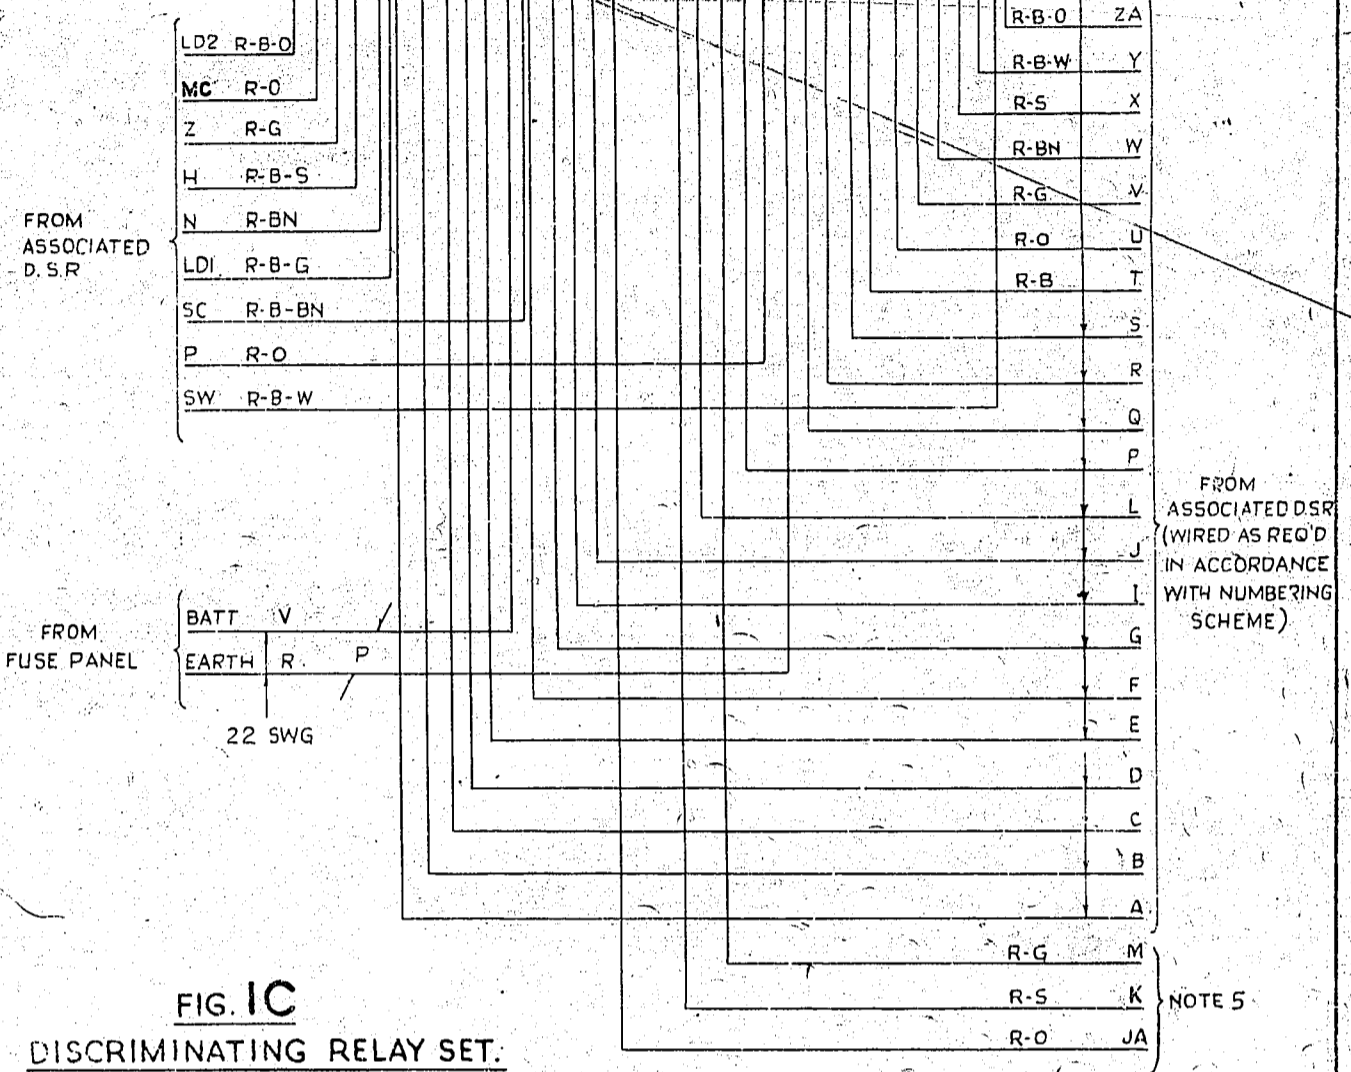 LD2 R-B-O
MC R-O
Z R-G
H R-B-S
N R-BN
LD1 R-B-G
SC R-B-BN
P R-O
SW R-B-W
FROM
ASSOCIATED
D.S.R
BATT V
EARTH R P
FROM
FUSE PANEL
22 SWG
R-B-O ZA
R-B-W Y
R-S X
R-BN W
R-G V
R-O U
R-B T
S
R
Q
P
L
J
I
G
F
E
D
C
B
A
FROM
ASSOCIATED D.SR
(WIRED AS REQ'D
IN ACCORDANCE
WITH NUMBERING
SCHEME)
R-G M
R-S K
R-O JA
NOTE 5
FIG. 1C
DISCRIMINATING RELAY SET.